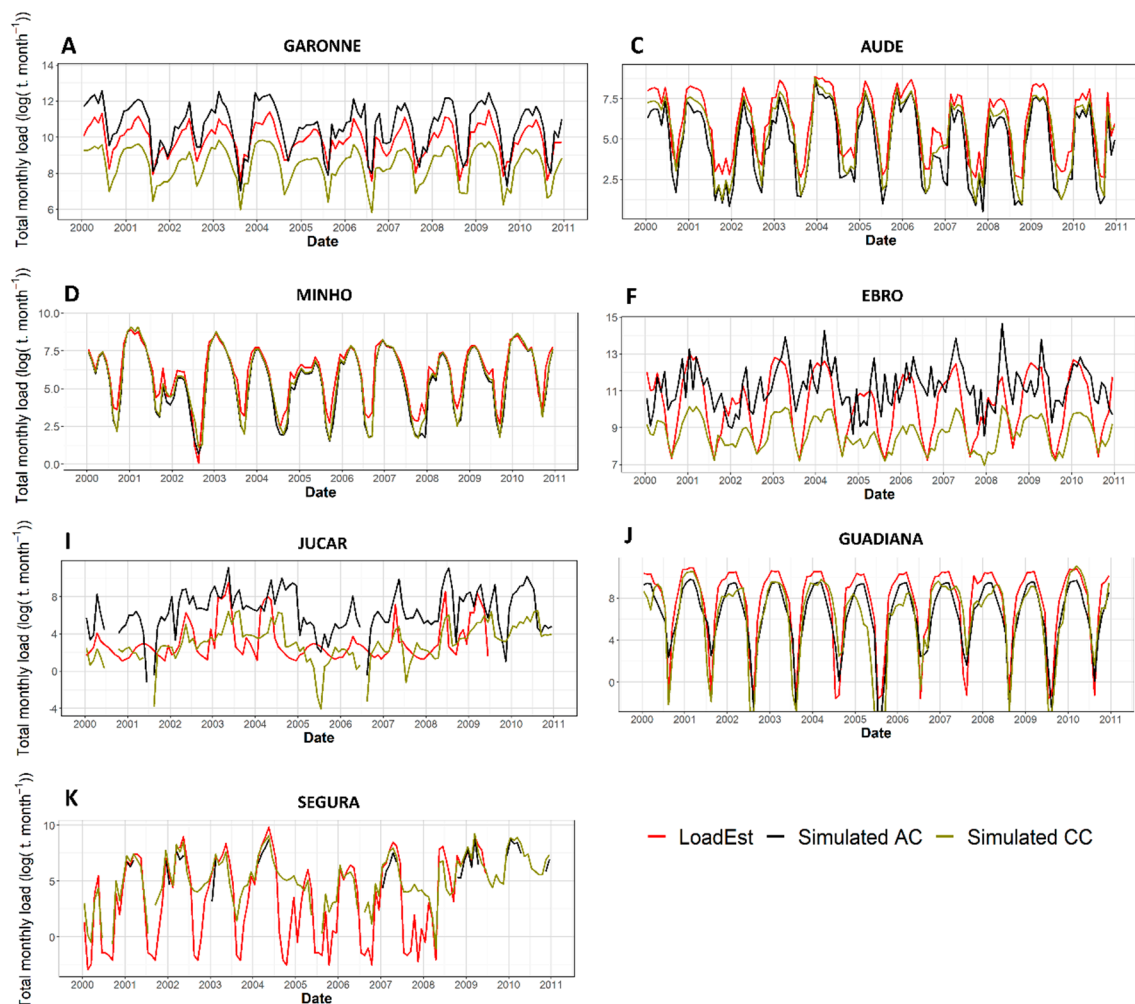 A GARONNE
Total monthly load (log( t. month⁻¹))
14
12
10
8
6
2000 2001 2002 2003 2004 2005 2006 2007 2008 2009 2010 2011
Date
C AUDE
7.5
5.0
2.5
2000 2001 2002 2003 2004 2005 2006 2007 2008 2009 2010 2011
Date
D MINHO
Total monthly load (log( t. month⁻¹))
10.0
7.5
5.0
2.5
0.0
2000 2001 2002 2003 2004 2005 2006 2007 2008 2009 2010 2011
Date
F EBRO
15
13
11
9
7
2000 2001 2002 2003 2004 2005 2006 2007 2008 2009 2010 2011
Date
I JUCAR
Total monthly load (log( t. month⁻¹))
8
4
0
-4
2000 2001 2002 2003 2004 2005 2006 2007 2008 2009 2010 2011
Date
J GUADIANA
8
4
0
2000 2001 2002 2003 2004 2005 2006 2007 2008 2009 2010 2011
Date
K SEGURA
Total monthly load (log( t. month⁻¹))
10
5
0
2000 2001 2002 2003 2004 2005 2006 2007 2008 2009 2010 2011
Date
LoadEst Simulated AC Simulated CC